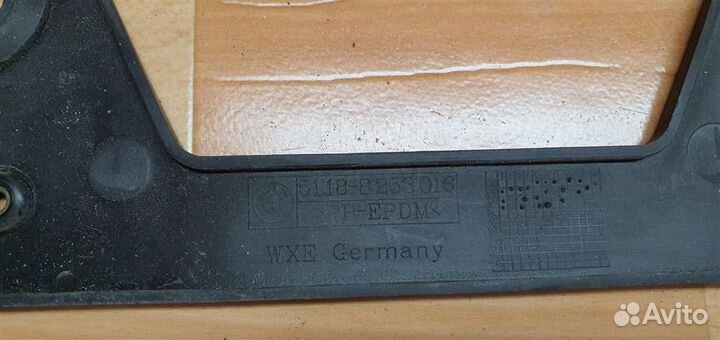 5118-8253016
>P-EPDM<
WXE Germany
Avito